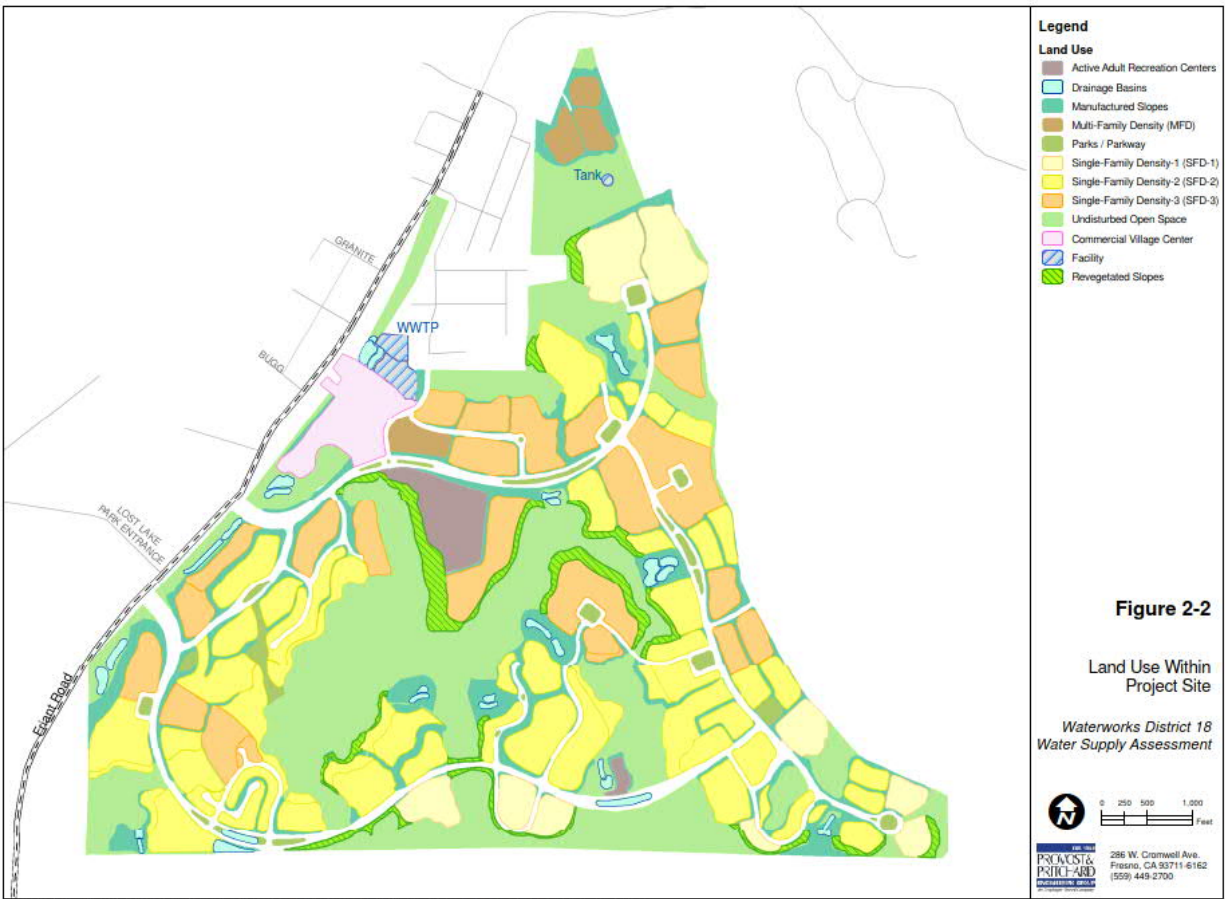 Tank
GRANITE
WWTP
BUGG
LOST LAKE
PARK ENTRANCE
Friant Road
Legend
Land Use
Active Adult Recreation Centers
Drainage Basins
Manufactured Slopes
Multi-Family Density (MFD)
Parks / Parkway
Single-Family Density-1 (SFD-1)
Single-Family Density-2 (SFD-2)
Single-Family Density-3 (SFD-3)
Undisturbed Open Space
Commercial Village Center
Facility
Revegetated Slopes
Figure 2-2
Land Use Within
Project Site
Waterworks District 18
Water Supply Assessment
N
0 250 500 1,000
Feet
PROVOST&
PRITCHARD
286 W. Cromwell Ave.
Fresno, CA 93711-6162
(559) 449-2700